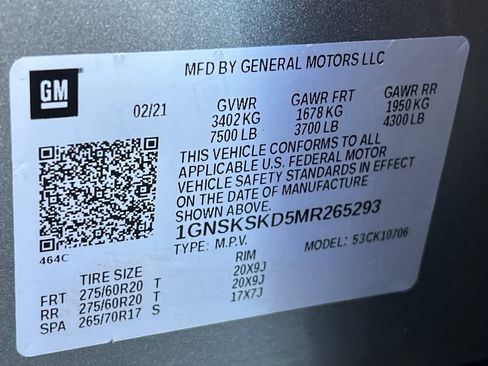 GM
MFD BY GENERAL MOTORS LLC
02/21 GVWR GAWR FRT GAWR RR
3402 KG 1678 KG 1950 KG
7500 LB 3700 LB 4300 LB
THIS VEHICLE CONFORMS TO ALL
APPLICABLE U.S. FEDERAL MOTOR
VEHICLE SAFETY STANDARDS IN EFFECT
ON THE DATE OF MANUFACTURE
SHOWN ABOVE.
1GNSKSKD5MR265293
464C TYPE: M.P.V. MODEL: 53CK10706
TIRE SIZE RIM
FRT 275/60R20 T 20X9J
RR 275/60R20 T 20X9J
SPA 265/70R17 S 17X7J